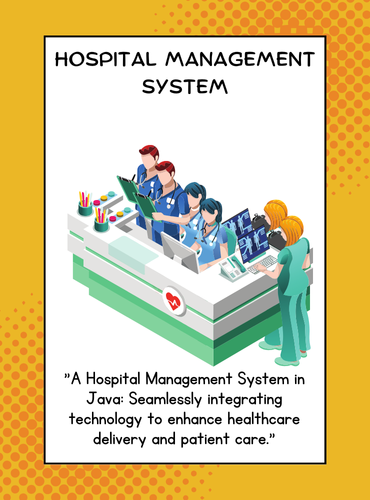 HOSPITAL MANAGEMENT
SYSTEM
"A Hospital Management System in
Java: Seamlessly integrating
technology to enhance healthcare
delivery and patient care."